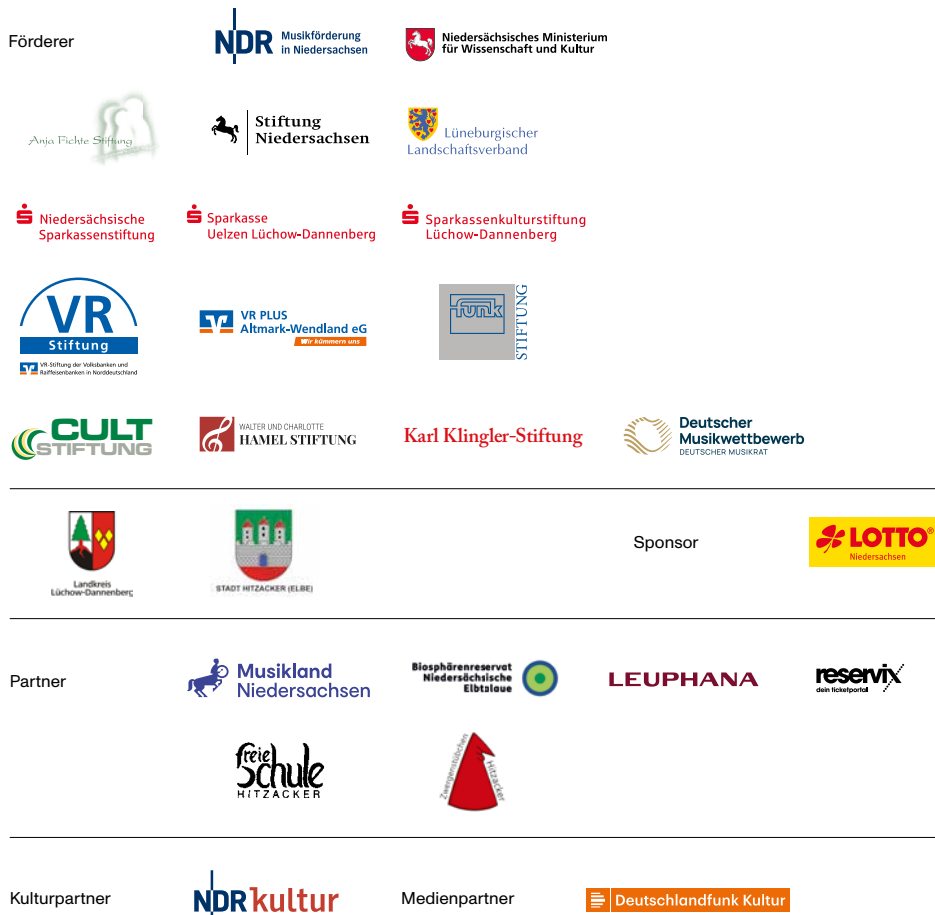 Förderer
NDR
Musikförderung
in Niedersachsen
Niedersächsisches Ministerium
für Wissenschaft und Kultur
Anja Fichte Stiftung
Stiftung
Niedersachsen
Lüneburgischer
Landschaftsverband
Niedersächsische
Sparkassenstiftung
Sparkasse
Uelzen Lüchow-Dannenberg
Sparkassenkulturstiftung
Lüchow-Dannenberg
VR
Stiftung
VR-Stiftung der Volksbanken und
Raiffeisenbanken in Norddeutschland
VR PLUS
Altmark-Wendland eG
Wir kümmern uns
funk
STIFTUNG
CULT
STIFTUNG
WALTER UND CHARLOTTE
HAMEL STIFTUNG
Karl Klingler-Stiftung
Deutscher
Musikwettbewerb
DEUTSCHER MUSIKRAT
Landkreis
Lüchow-Dannenberg
STADT HITZACKER (ELBE)
Sponsor
LOTTO®
Niedersachsen
Partner
Musikland
Niedersachsen
Biosphärenreservat
Niedersächsische
Elbtalaue
LEUPHANA
reservix
dein ticketportal
freie
Schule
HITZACKER
Zwergenstübchen
Hitzacker
Kulturpartner
NDR kultur
Medienpartner
Deutschlandfunk Kultur